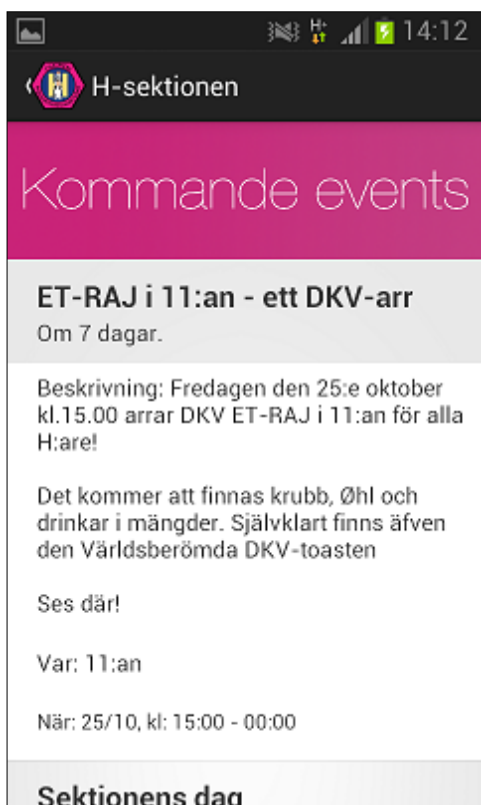 H+
14:12
H-sektionen
Kommande events
ET-RAJ i 11:an - ett DKV-arr
Om 7 dagar.
Beskrivning: Fredagen den 25:e oktober
kl.15.00 arrar DKV ET-RAJ i 11:an för alla
H:are!
Det kommer att finnas krubb, Øhl och
drinkar i mängder. Självklart finns äfven
den Världsberömda DKV-toasten
Ses där!
Var: 11:an
När: 25/10, kl: 15:00 - 00:00
Sektionens dag